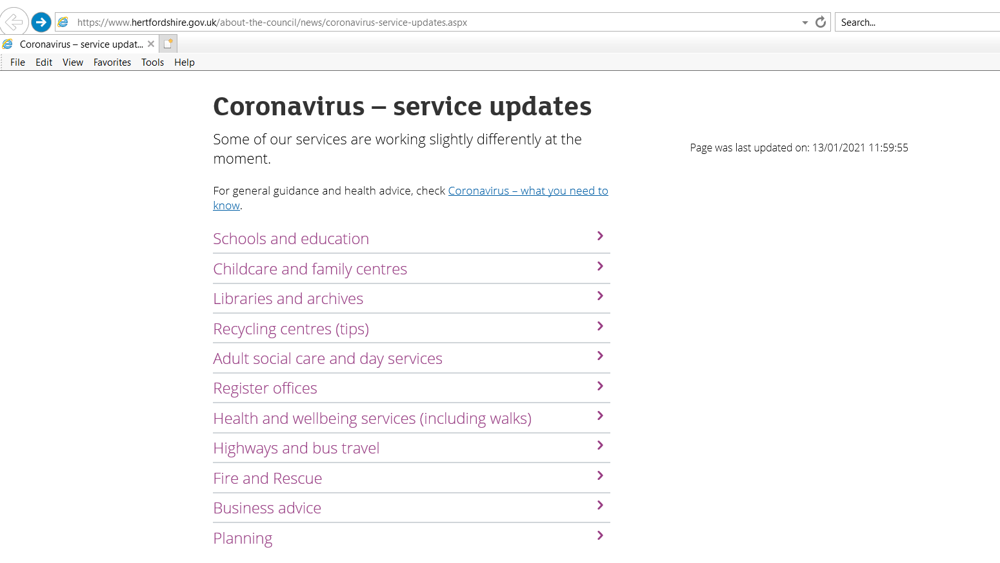 https://www.hertfordshire.gov.uk/about-the-council/news/coronavirus-service-updates.aspx
Search...
Coronavirus – service updat...
File Edit View Favorites Tools Help
Coronavirus – service updates
Some of our services are working slightly differently at the
moment.
Page was last updated on: 13/01/2021 11:59:55
For general guidance and health advice, check Coronavirus – what you need to
know.
Schools and education
Childcare and family centres
Libraries and archives
Recycling centres (tips)
Adult social care and day services
Register offices
Health and wellbeing services (including walks)
Highways and bus travel
Fire and Rescue
Business advice
Planning